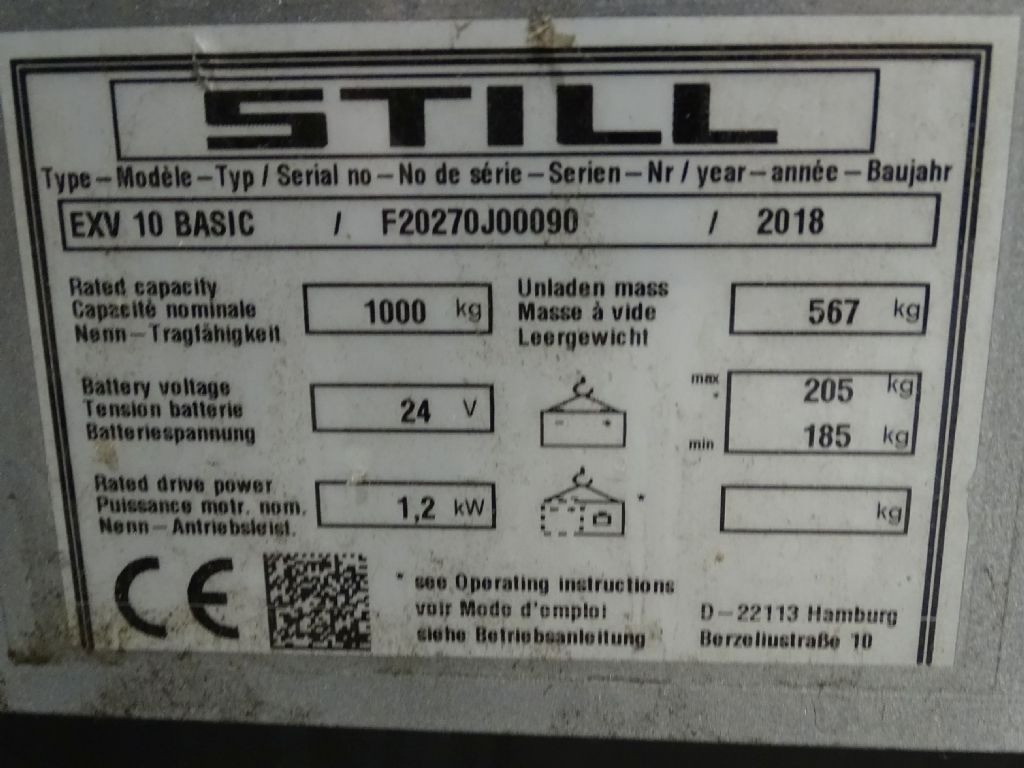 STILL
Type – Modèle – Typ / Serial no – No de série – Serien – Nr / year – année – Baujahr
EXV 10 BASIC / F20270J00090 / 2018
Rated capacity
Capacité nominale
Nenn – Tragfähigkeit
1000 kg
Unladen mass
Masse à vide
Leergewicht
567 kg
Battery voltage
Tension batterie
Batteriespannung
24 V
max 205 kg
min 185 kg
Rated drive power
Puissance motr. nom.
Nenn – Antriebsleist.
1,2 kW
*
kg
CE
* see Operating instructions
voir Mode d'emploi
siehe Betriebsanleitung
D – 22113 Hamburg
Berzeliustraße 10